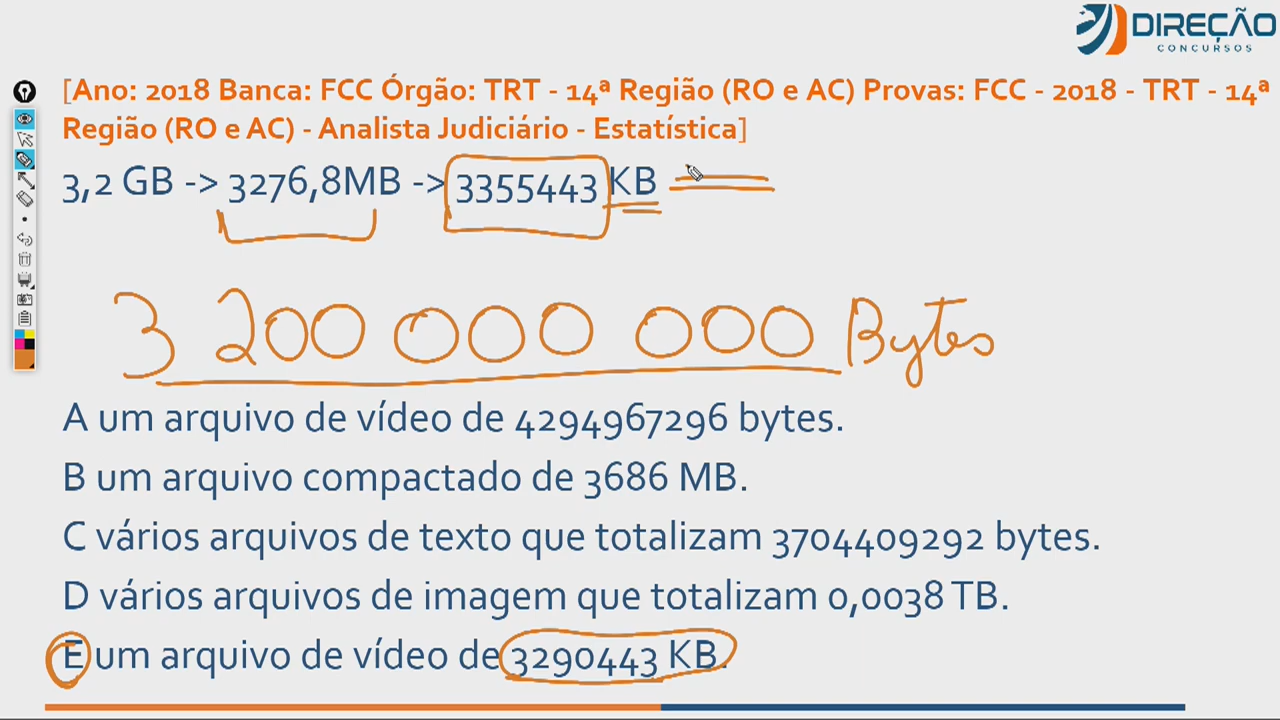 DIREÇÃO
CONCURSOS
[Ano: 2018 Banca: FCC Órgão: TRT - 14ª Região (RO e AC) Provas: FCC - 2018 - TRT - 14ª
Região (RO e AC) - Analista Judiciário - Estatística]
3,2 GB -> 3276,8MB -> 3355443 KB
3 200 000 000 Bytes
A um arquivo de vídeo de 4294967296 bytes.
B um arquivo compactado de 3686 MB.
C vários arquivos de texto que totalizam 3704409292 bytes.
D vários arquivos de imagem que totalizam 0,0038 TB.
E um arquivo de vídeo de 3290443 KB.